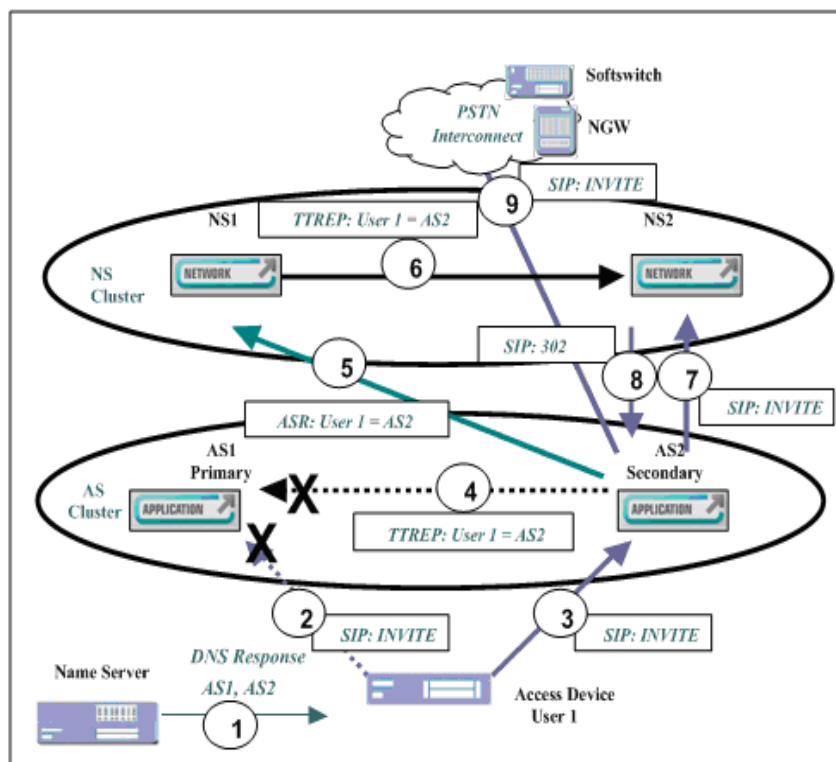 Softswitch
PSTN
Interconnect
NGW
SIP: INVITE
9
NS1
NS2
TTREP: User 1 = AS2
6
NETWORK
NETWORK
NS
Cluster
SIP: 302
5
8
7
SIP: INVITE
ASR: User 1 = AS2
AS1
Primary
AS2
Secondary
4
X
AS
Cluster
APPLICATION
APPLICATION
TTREP: User 1 = AS2
X
2
3
SIP: INVITE
SIP: INVITE
DNS Response
AS1, AS2
Name Server
1
Access Device
User 1